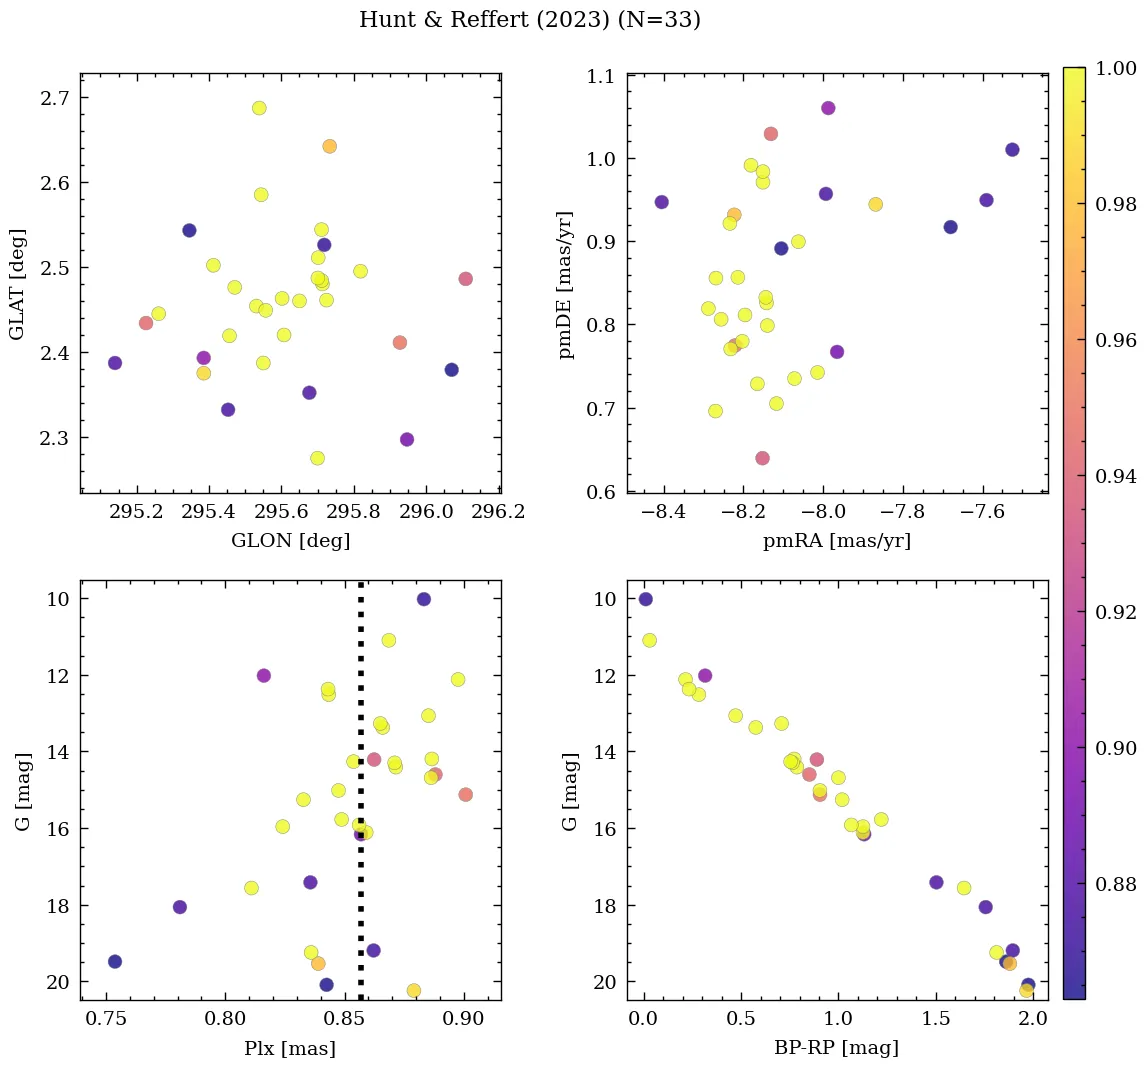 Hunt & Reffert (2023) (N=33)
2.7
2.6
2.5
2.4
2.3
GLAT [deg]
295.2 295.4 295.6 295.8 296.0 296.2
GLON [deg]
1.1
1.0
0.9
0.8
0.7
0.6
pmDE [mas/yr]
−8.4 −8.2 −8.0 −7.8 −7.6
pmRA [mas/yr]
10
12
14
16
18
20
G [mag]
0.75 0.80 0.85 0.90
Plx [mas]
10
12
14
16
18
20
G [mag]
0.0 0.5 1.0 1.5 2.0
BP-RP [mag]
1.00
0.98
0.96
0.94
0.92
0.90
0.88